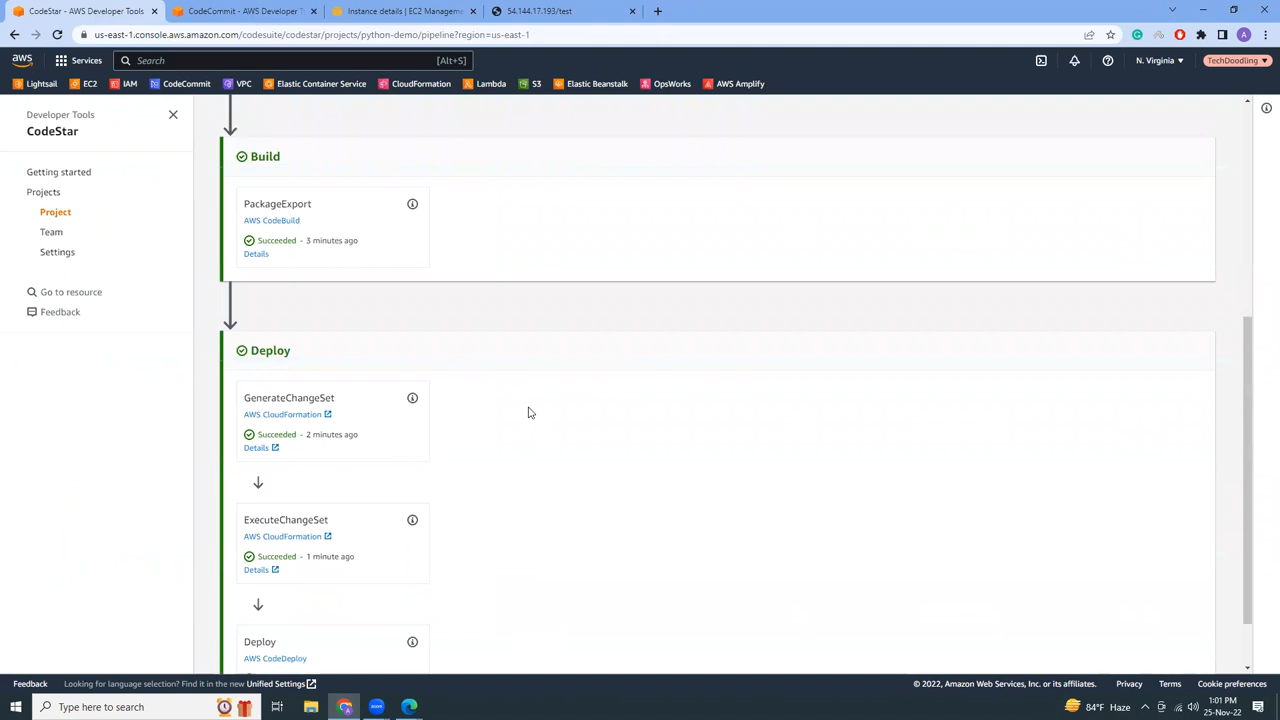 CodeStar - AWS Developer Tools
CodeCommit - AWS Developer T
Instance details | EC2 Managem
54.144.17.193/test
us-east-1.console.aws.amazon.com/codesuite/codestar/projects/python-demo/pipeline?region=us-east-1
A
aws
Services
Search
[Alt+S]
N. Virginia
TechDoodling
Lightsail
EC2
IAM
CodeCommit
VPC
Elastic Container Service
CloudFormation
Lambda
S3
Elastic Beanstalk
OpsWorks
AWS Amplify
Developer Tools
CodeStar
Getting started
Projects
Project
Team
Settings
Go to resource
Feedback
Build
PackageExport
AWS CodeBuild
Succeeded - 3 minutes ago
Details
Deploy
GenerateChangeSet
AWS CloudFormation
Succeeded - 2 minutes ago
Details
ExecuteChangeSet
AWS CloudFormation
Succeeded - 1 minute ago
Details
Deploy
AWS CodeDeploy
Feedback
Looking for language selection? Find it in the new Unified Settings
© 2022, Amazon Web Services, Inc. or its affiliates.
Privacy
Terms
Cookie preferences
Type here to search
84°F Haze
1:01 PM
25-Nov-22